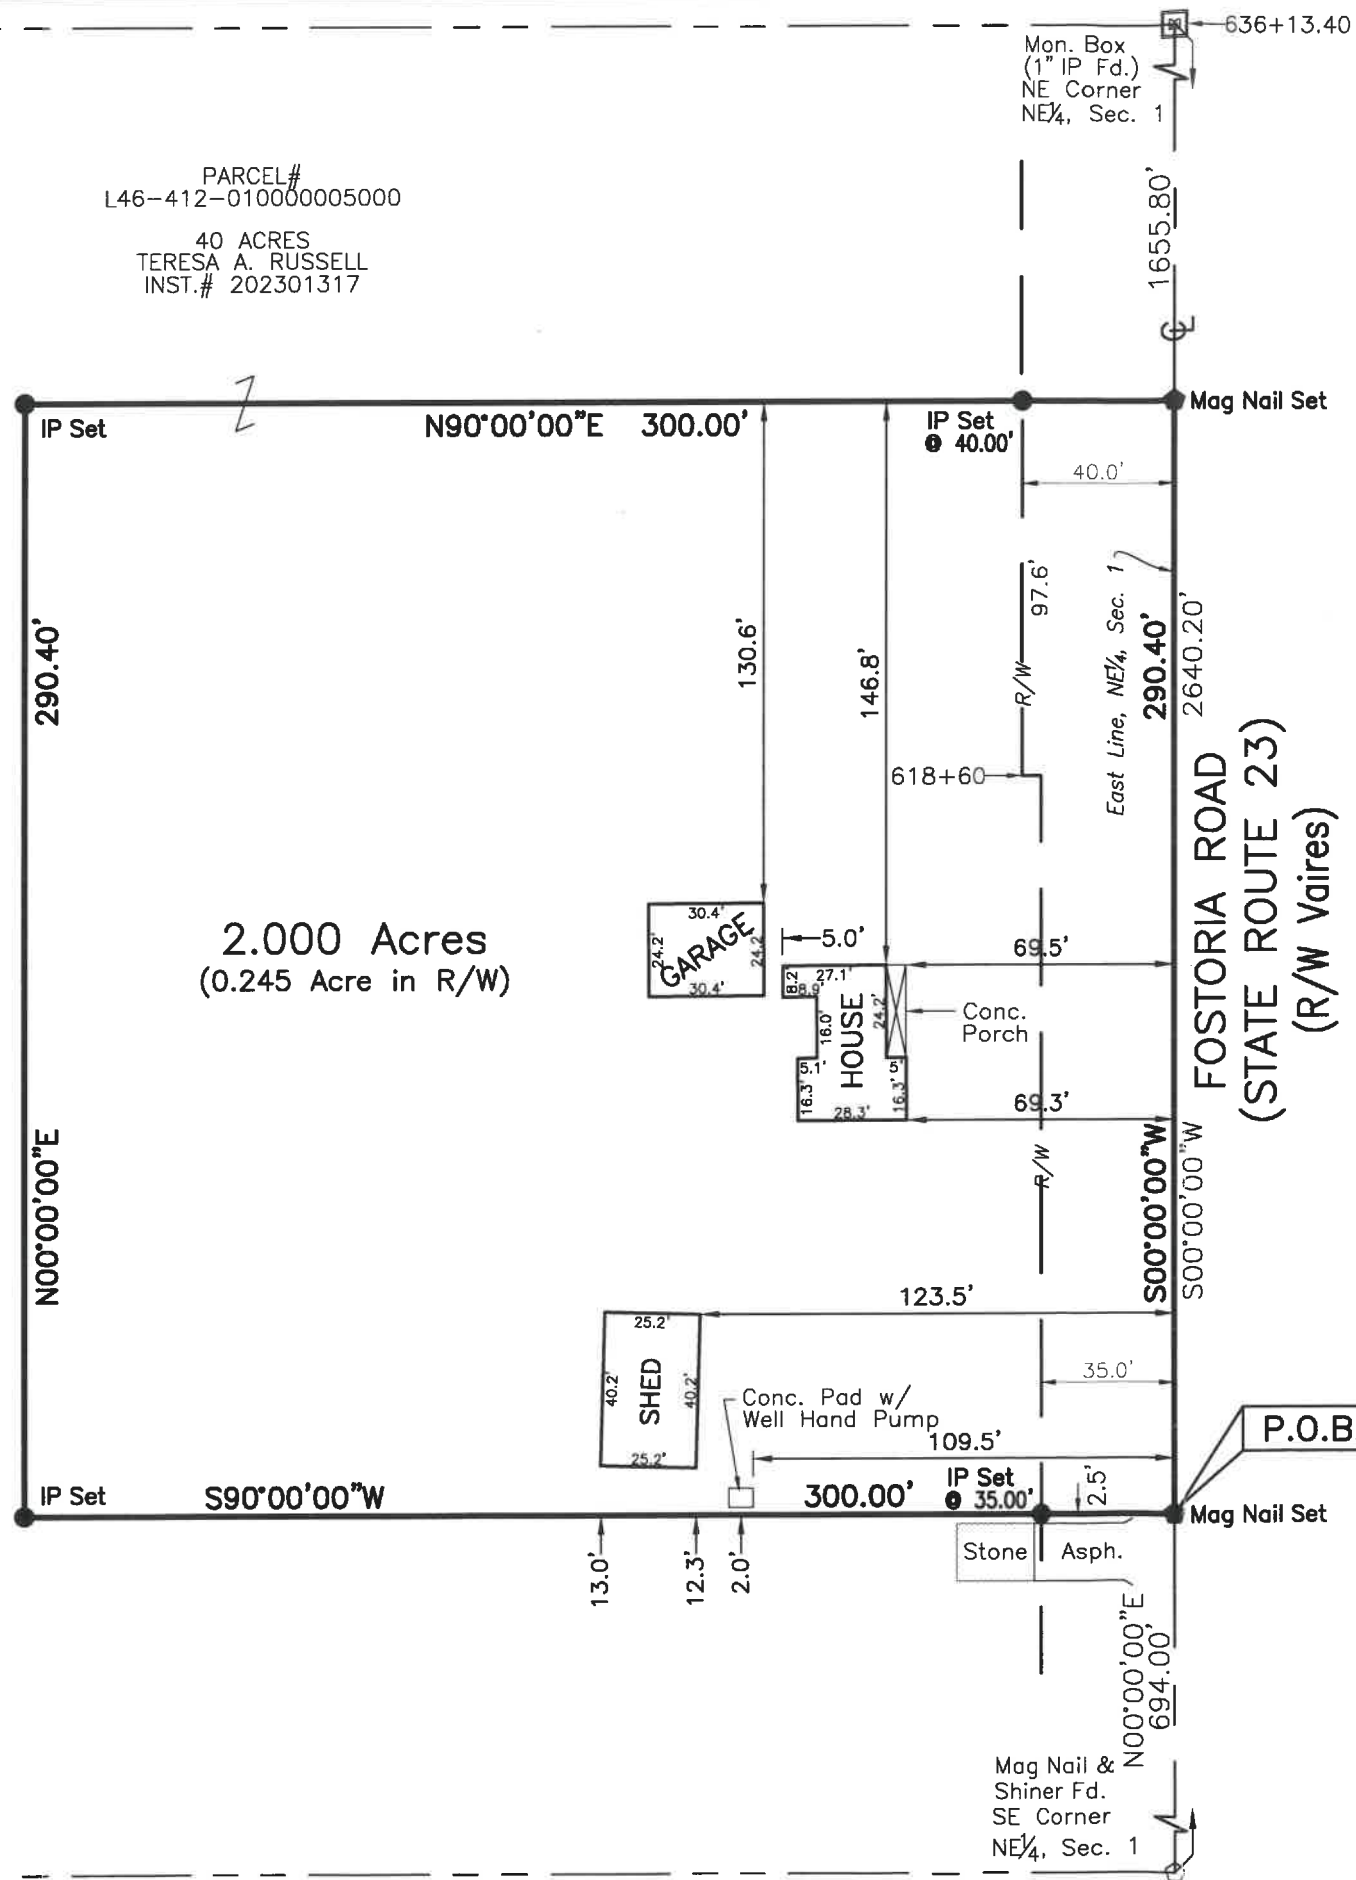 636+13.40
Mon. Box
(1" IP Fd.)
NE Corner
NE¼, Sec. 1
PARCEL#
L46-412-010000005000
40 ACRES
TERESA A. RUSSELL
INST.# 202301317
1655.80'
℄
IP Set
N90°00'00"E 300.00'
IP Set
@ 40.00'
Mag Nail Set
40.0'
97.6'
East Line, NE¼, Sec. 1
290.40'
2640.20'
290.40'
130.6'
146.8'
R/W
618+60
FOSTORIA ROAD
(STATE ROUTE 23)
(R/W Vaires)
2.000 Acres
(0.245 Acre in R/W)
30.4'
24.2'
GARAGE
24.2'
30.4'
5.0'
69.5'
8.2'
27.1'
8.9'
16.0'
HOUSE
24.2'
Conc.
Porch
5.1'
5'
16.3'
16.3'
28.3'
69.3'
N00°00'00"E
R/W
S00°00'00"W
S00°00'00"W
123.5'
25.2'
40.2'
SHED
40.2'
25.2'
35.0'
Conc. Pad w/
Well Hand Pump
109.5'
P.O.B
IP Set
S90°00'00"W
300.00'
IP Set
@ 35.00'
2.5'
Mag Nail Set
13.0'
12.3'
2.0'
Stone
Asph.
N00°00'00"E
694.00'
Mag Nail &
Shiner Fd.
SE Corner
NE¼, Sec. 1